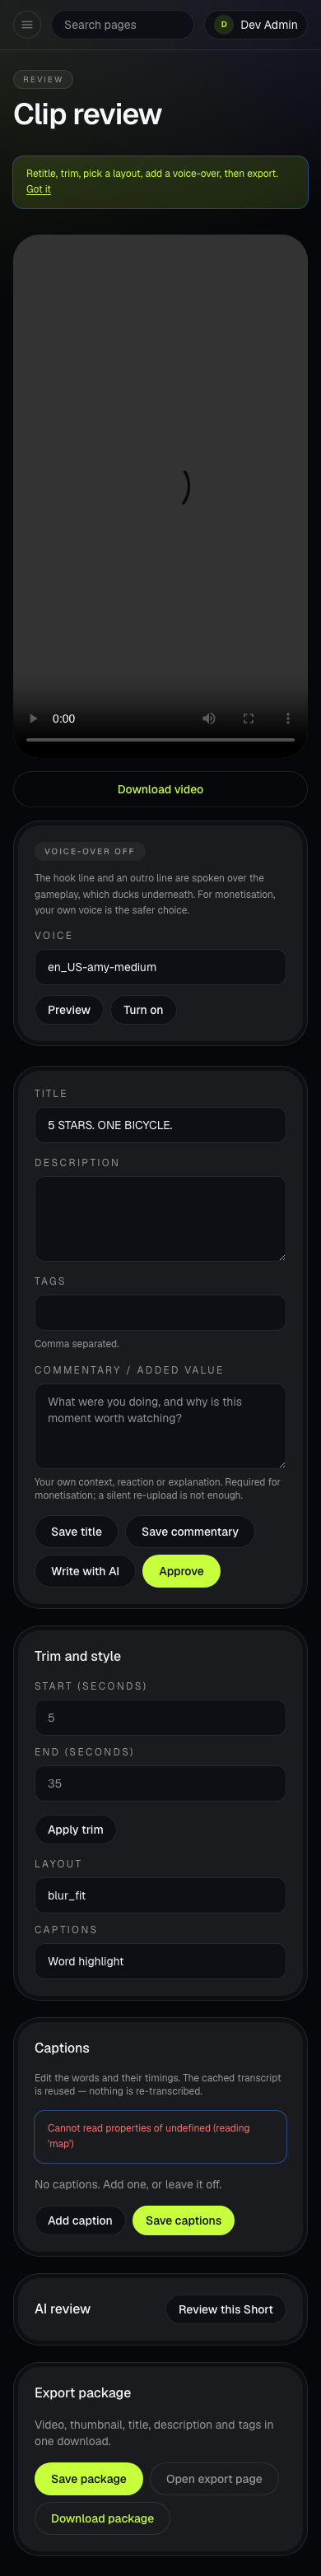 Search pages
D
Dev Admin
REVIEW
Clip review
Retitle, trim, pick a layout, add a voice-over, then export.
Got it
0:00
Download video
VOICE-OVER OFF
The hook line and an outro line are spoken over the
gameplay, which ducks underneath. For monetisation,
your own voice is the safer choice.
VOICE
en_US-amy-medium
Preview
Turn on
TITLE
5 STARS. ONE BICYCLE.
DESCRIPTION
TAGS
Comma separated.
COMMENTARY / ADDED VALUE
What were you doing, and why is this
moment worth watching?
Your own context, reaction or explanation. Required for
monetisation; a silent re-upload is not enough.
Save title
Save commentary
Write with AI
Approve
Trim and style
START (SECONDS)
5
END (SECONDS)
35
Apply trim
LAYOUT
blur_fit
CAPTIONS
Word highlight
Captions
Edit the words and their timings. The cached transcript
is reused — nothing is re-transcribed.
Cannot read properties of undefined (reading
'map')
No captions. Add one, or leave it off.
Add caption
Save captions
AI review
Review this Short
Export package
Video, thumbnail, title, description and tags in
one download.
Save package
Open export page
Download package